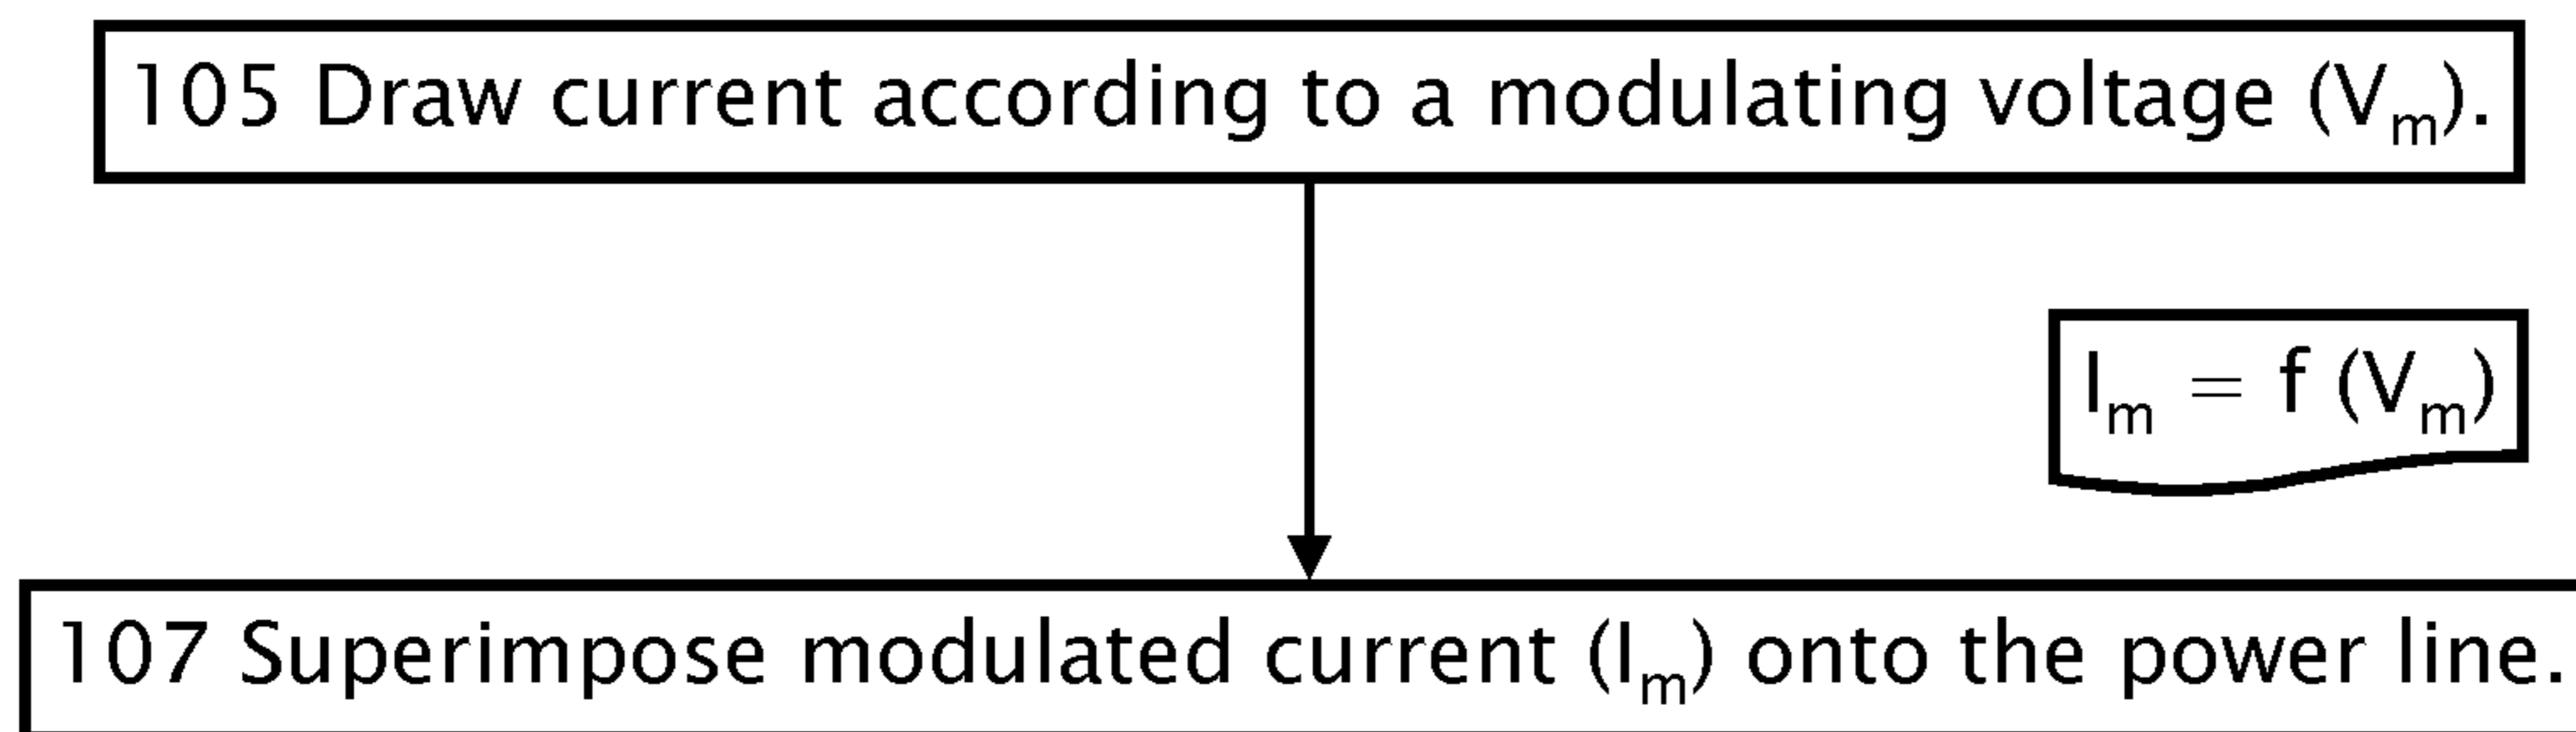 105 Draw current according to a modulating voltage (Vₘ).
Iₘ = f (Vₘ)
107 Superimpose modulated current (Iₘ) onto the power line.